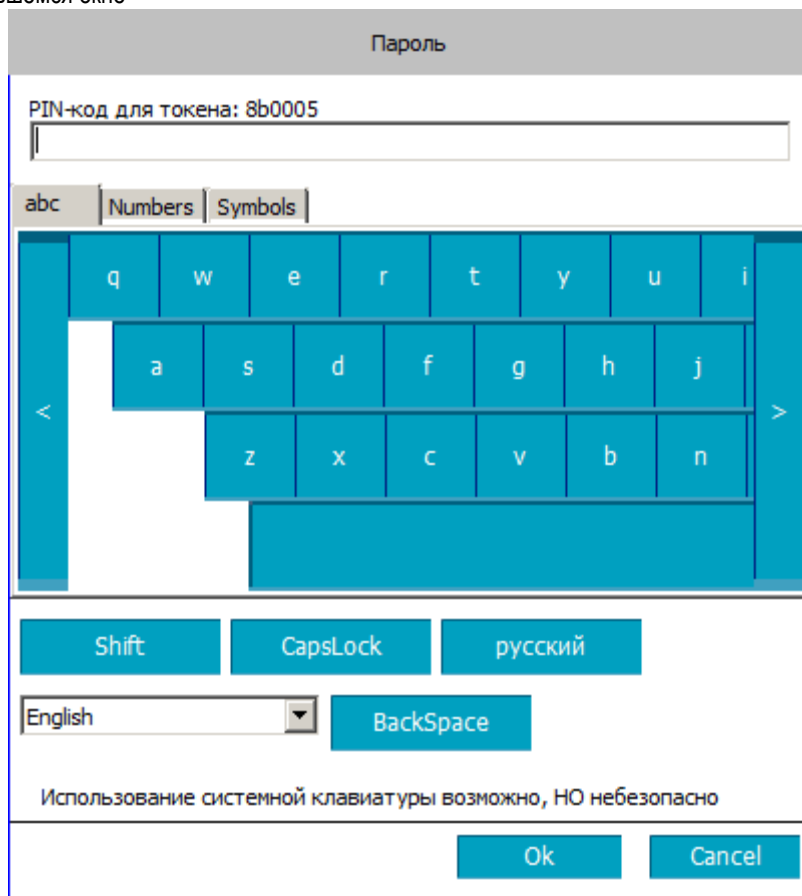 окно
Пароль
PIN-код для токена: 8b0005
abc Numbers Symbols
q w e r t y u i
a s d f g h j
< >
z x c v b n
Shift CapsLock русский
English BackSpace
Использование системной клавиатуры возможно, НО небезопасно
Ok Cancel